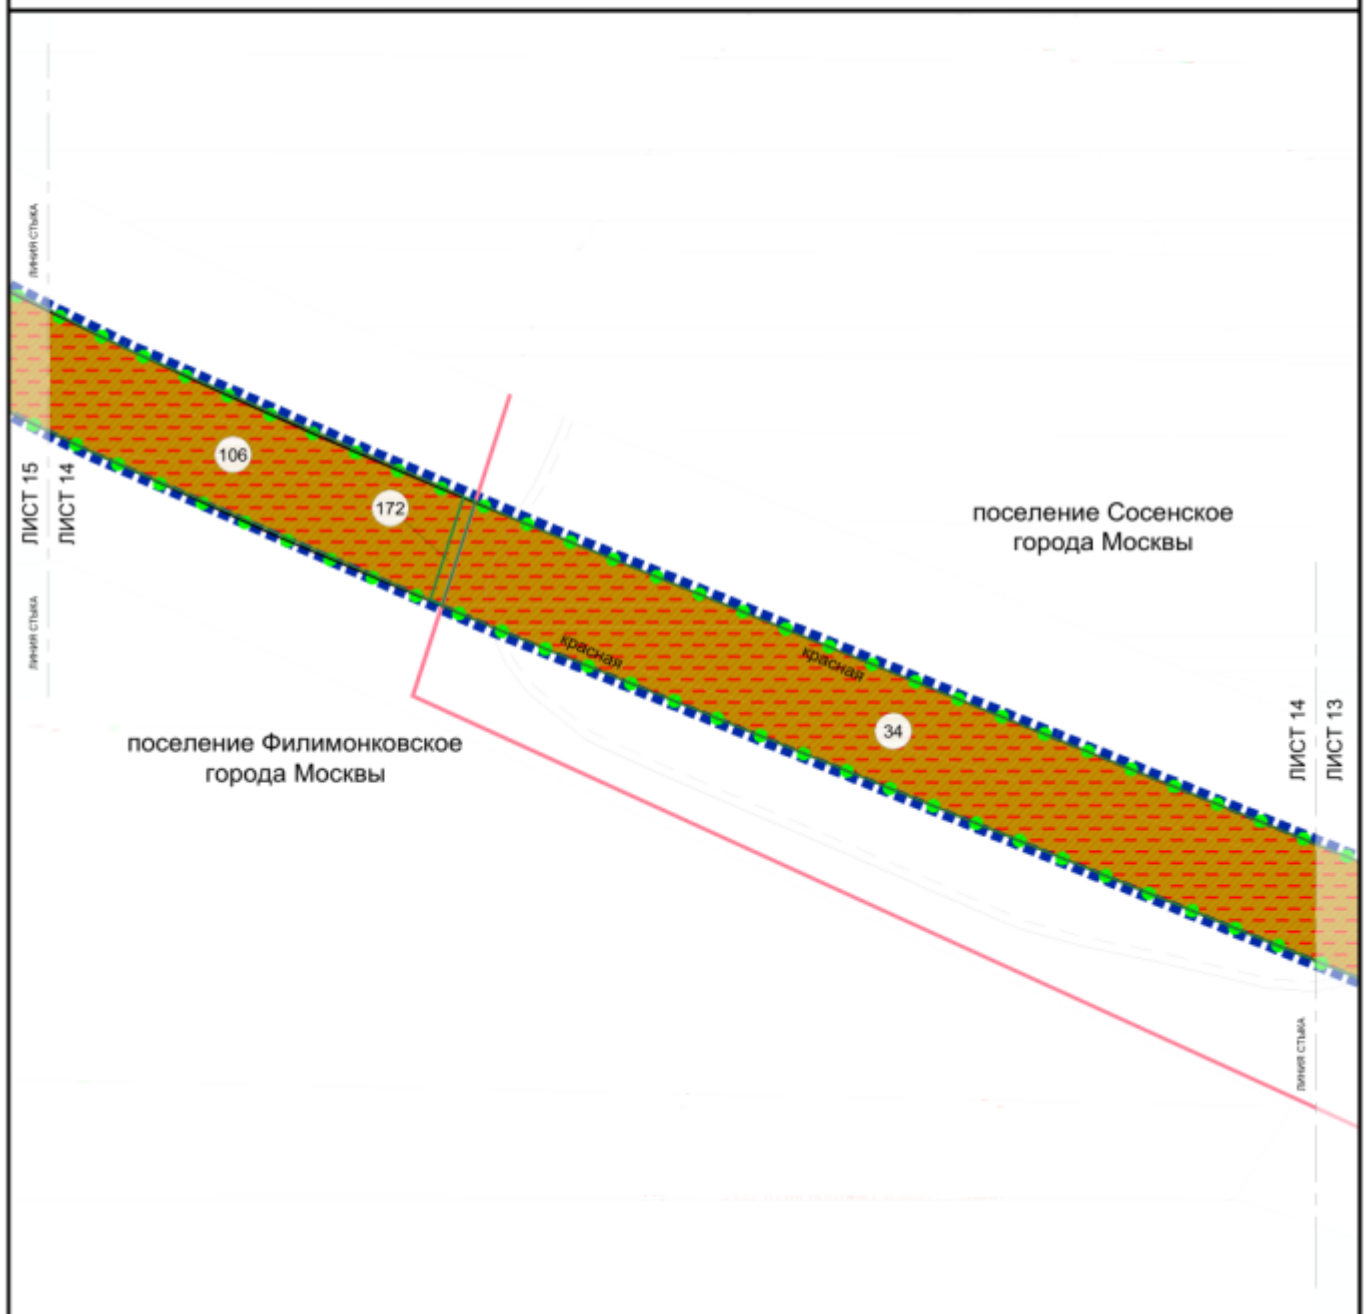 линия стыка
ЛИСТ 15
ЛИСТ 14
линия стыка
106
172
поселение Сосенское
города Москвы
красная
красная
34
поселение Филимонковское
города Москвы
ЛИСТ 14
ЛИСТ 13
линия стыка